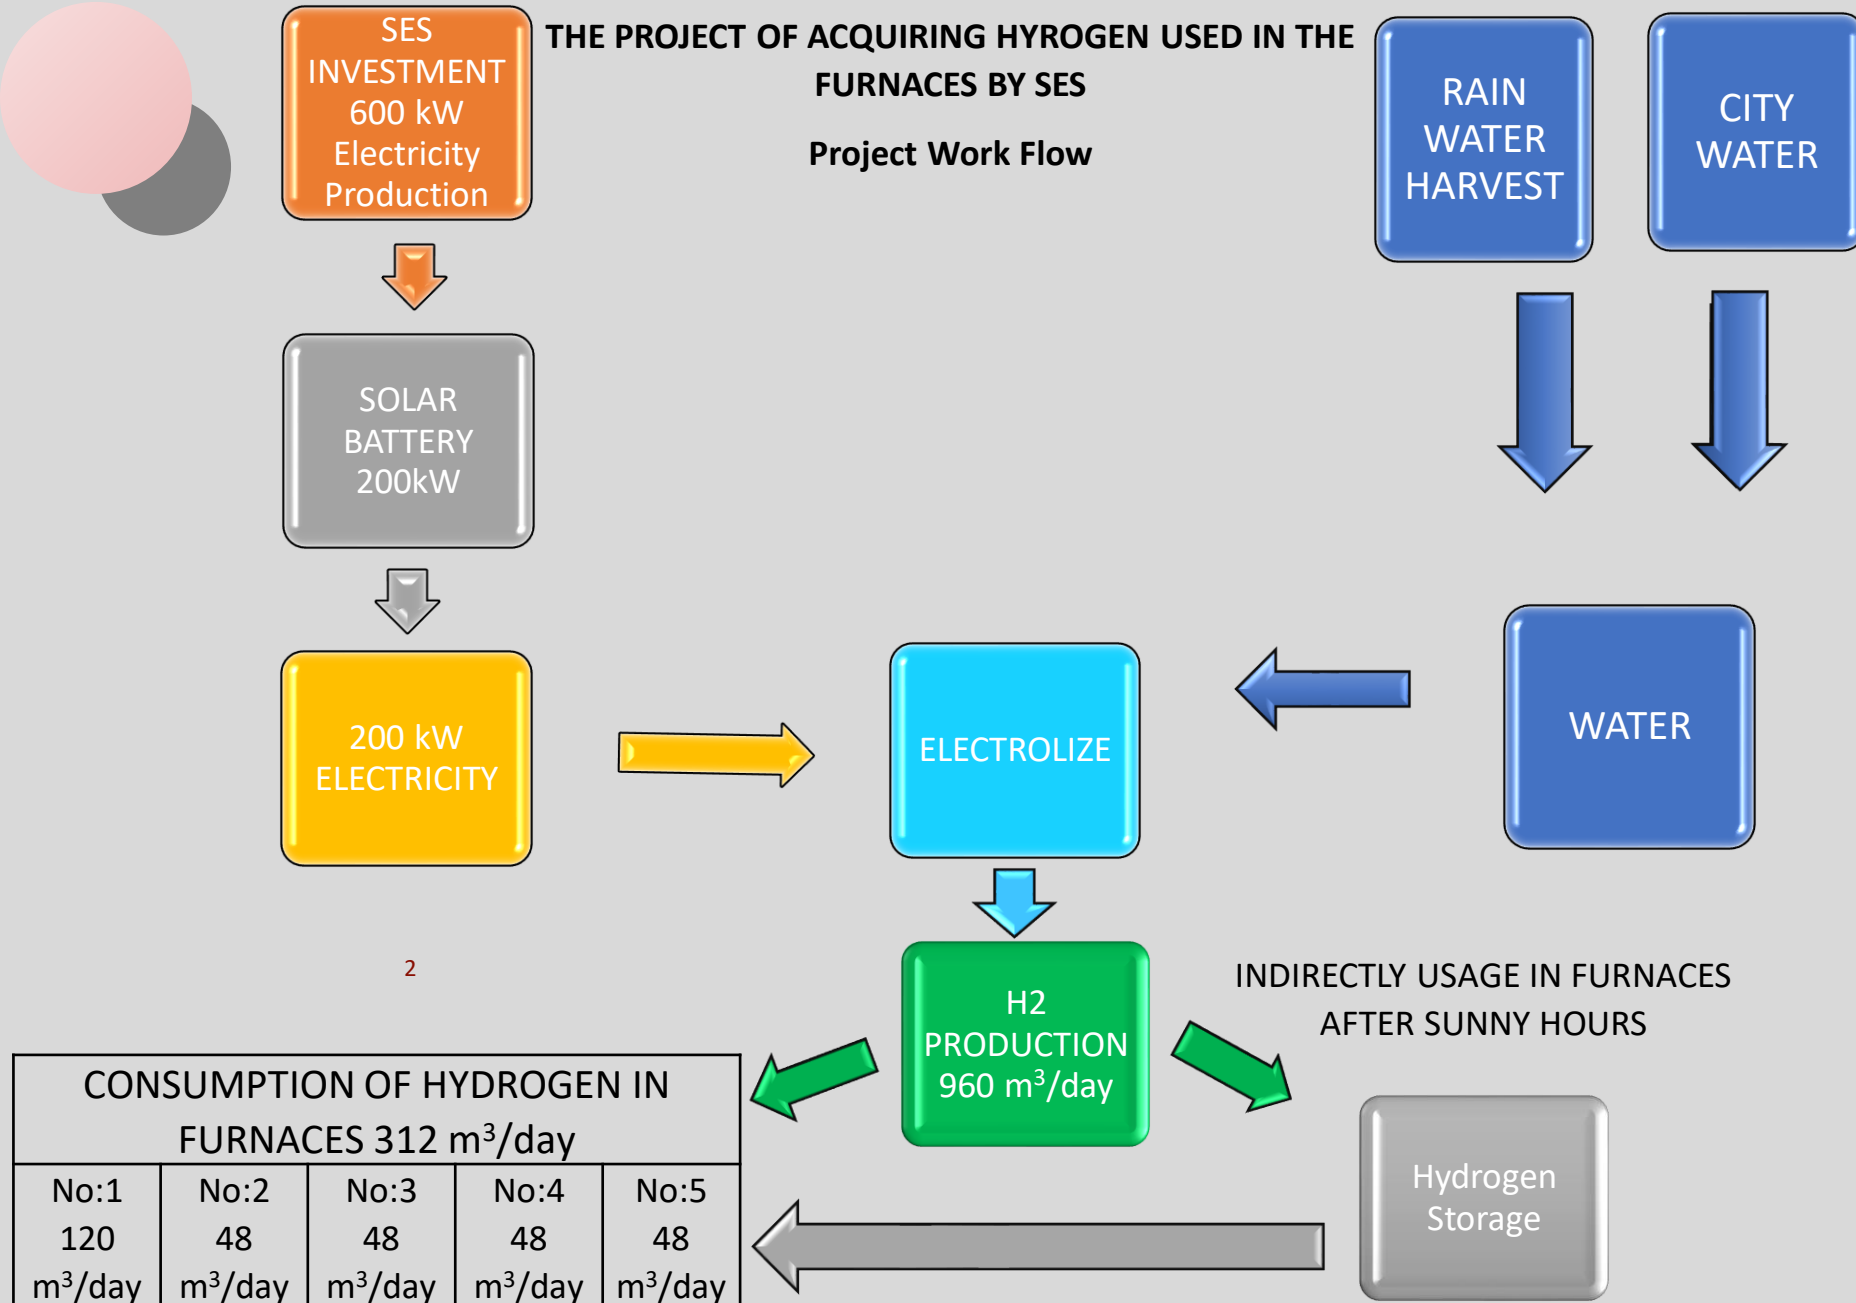 SES
INVESTMENT
600 kW
Electricity
Production
THE PROJECT OF ACQUIRING HYROGEN USED IN THE
FURNACES BY SES
Project Work Flow
RAIN
WATER
HARVEST
CITY
WATER
SOLAR
BATTERY
200kW
200 kW
ELECTRICITY
ELECTROLIZE
WATER
2
H2
PRODUCTION
960 m³/day
INDIRECTLY USAGE IN FURNACES
AFTER SUNNY HOURS
CONSUMPTION OF HYDROGEN IN
FURNACES 312 m³/day
No:1 No:2 No:3 No:4 No:5
120 48 48 48 48
m³/day m³/day m³/day m³/day m³/day
Hydrogen
Storage